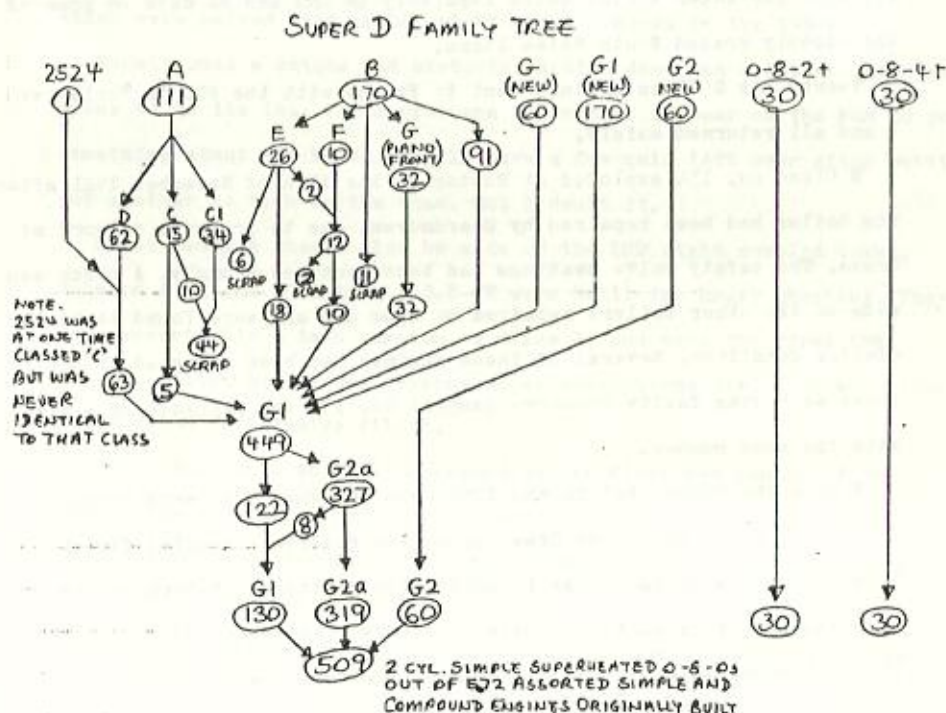 SUPER D FAMILY TREE
2524 A B G (NEW) G1 (NEW) G2 NEW 0-8-2t 0-8-4t
1 111 170 60 170 60 30 30
E F G (PIANO FRONT)
26 10 32 91
2
D C C1
62 15 34
12
6 SCRAP
2 SCRAP
11 SCRAP
10
18 10 32
44 SCRAP
NOTE-
2524 WAS
AT ONE TIME
CLASSED 'C'
BUT WAS
NEVER
IDENTICAL
TO THAT CLASS
63 5
G1
449
G2a
327
122
8
G1 G2a G2
130 319 60 30 30
509
2 CYL. SIMPLE SUPERHEATED 0-8-0s
OUT OF 572 ASSORTED SIMPLE AND
COMPOUND ENGINES ORIGINALLY BUILT